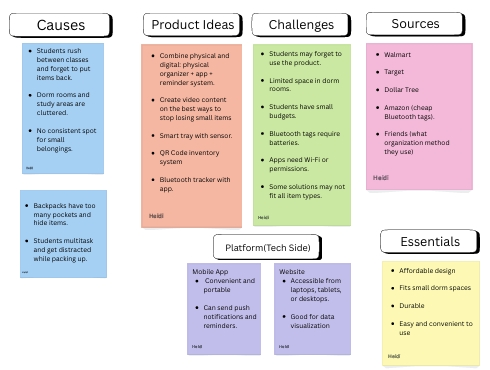 Causes
Students rush
between classes
and forget to put
items back.
Dorm rooms and
study areas are
cluttered.
No consistent spot
for small
belongings.
Heidi
Backpacks have too
many pockets and
hide items.
Students multitask
and get distracted
while packing up.
Heidi
Product Ideas
Combine physical and
digital: physical
organizer + app +
reminder system.
Create video content
on the best ways to
stop losing small items
Smart tray with sensor.
QR Code inventory
system
Bluetooth tracker with
app.
Heidi
Challenges
Students may forget to
use the product.
Limited space in dorm
rooms.
Students have small
budgets.
Bluetooth tags require
batteries.
Apps need Wi-Fi or
permissions.
Some solutions may not
fit all item types.
Heidi
Sources
Walmart
Target
Dollar Tree
Amazon (cheap
Bluetooth tags).
Friends (what
organization method
they use)
Heidi
Platform(Tech Side)
Mobile App
Convenient and
portable
Can send push
notifications and
reminders.
Heidi
Website
Accessible from
laptops, tablets,
or desktops.
Good for data
visualization
Heidi
Essentials
Affordable design
Fits small dorm spaces
Durable
Easy and convenient to
use
Heidi